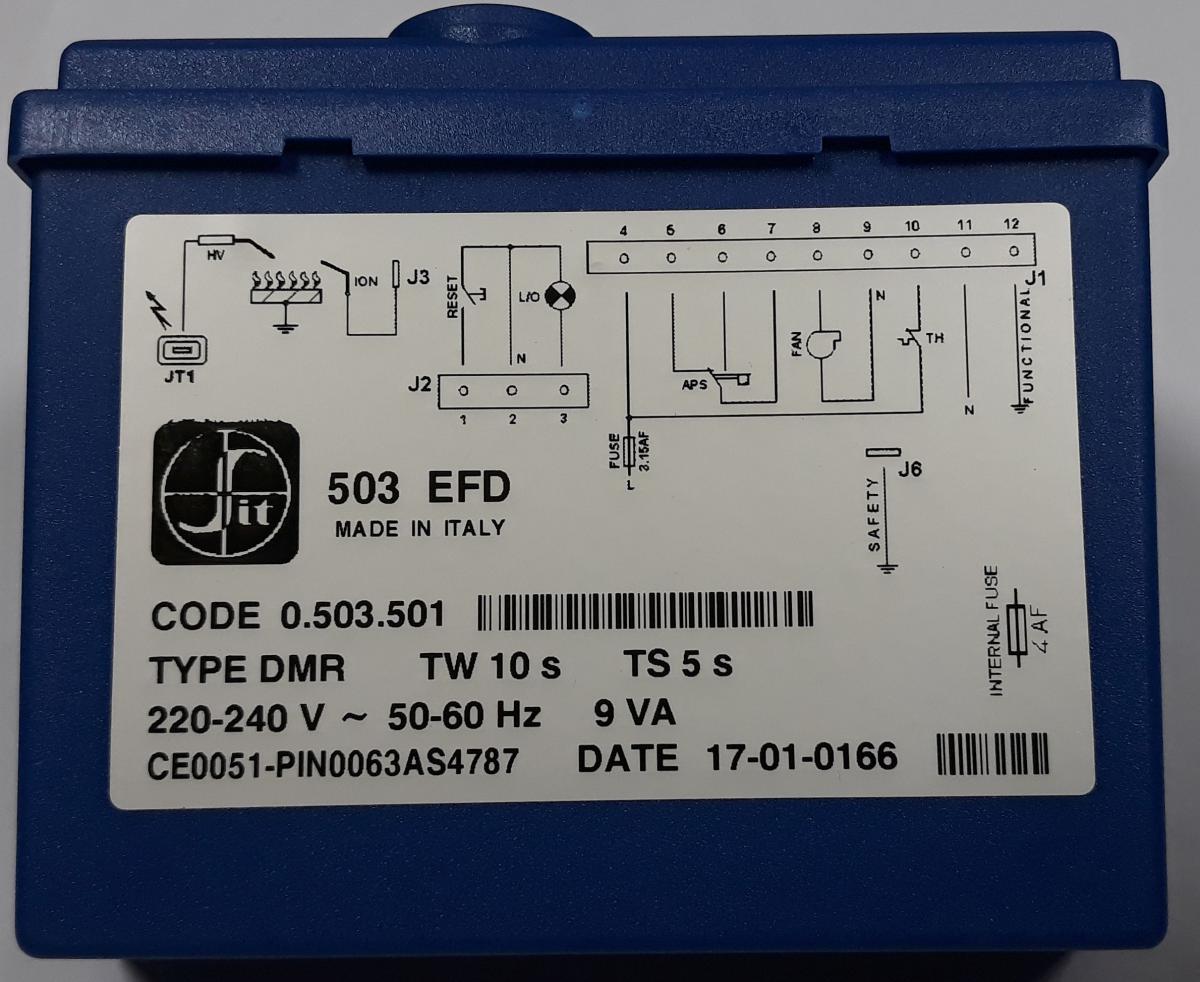 4 5 6 7 8 9 10 11 12
J1
HV
ION
J3
JT1
RESET
L/O
N
J2
1 2 3
APS
FAN
N
TH
N
FUNCTIONAL
FUSE
3.15AF
L
J6
SAFETY
Sit
503 EFD
MADE IN ITALY
INTERNAL FUSE
4 AF
CODE 0.503.501
TYPE DMR TW 10 s TS 5 s
220-240 V ~ 50-60 Hz 9 VA
CE0051-PIN0063AS4787 DATE 17-01-0166